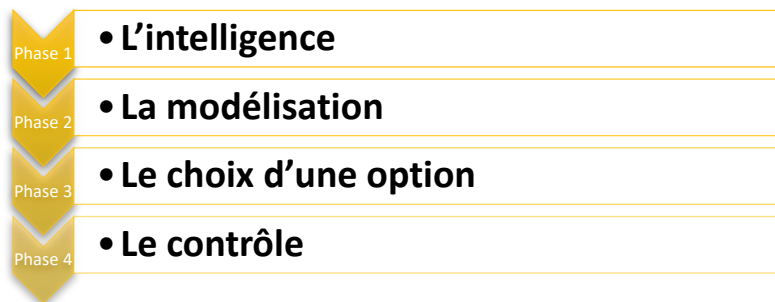 Phase 1
• L’intelligence
Phase 2
• La modélisation
Phase 3
• Le choix d’une option
Phase 4
• Le contrôle